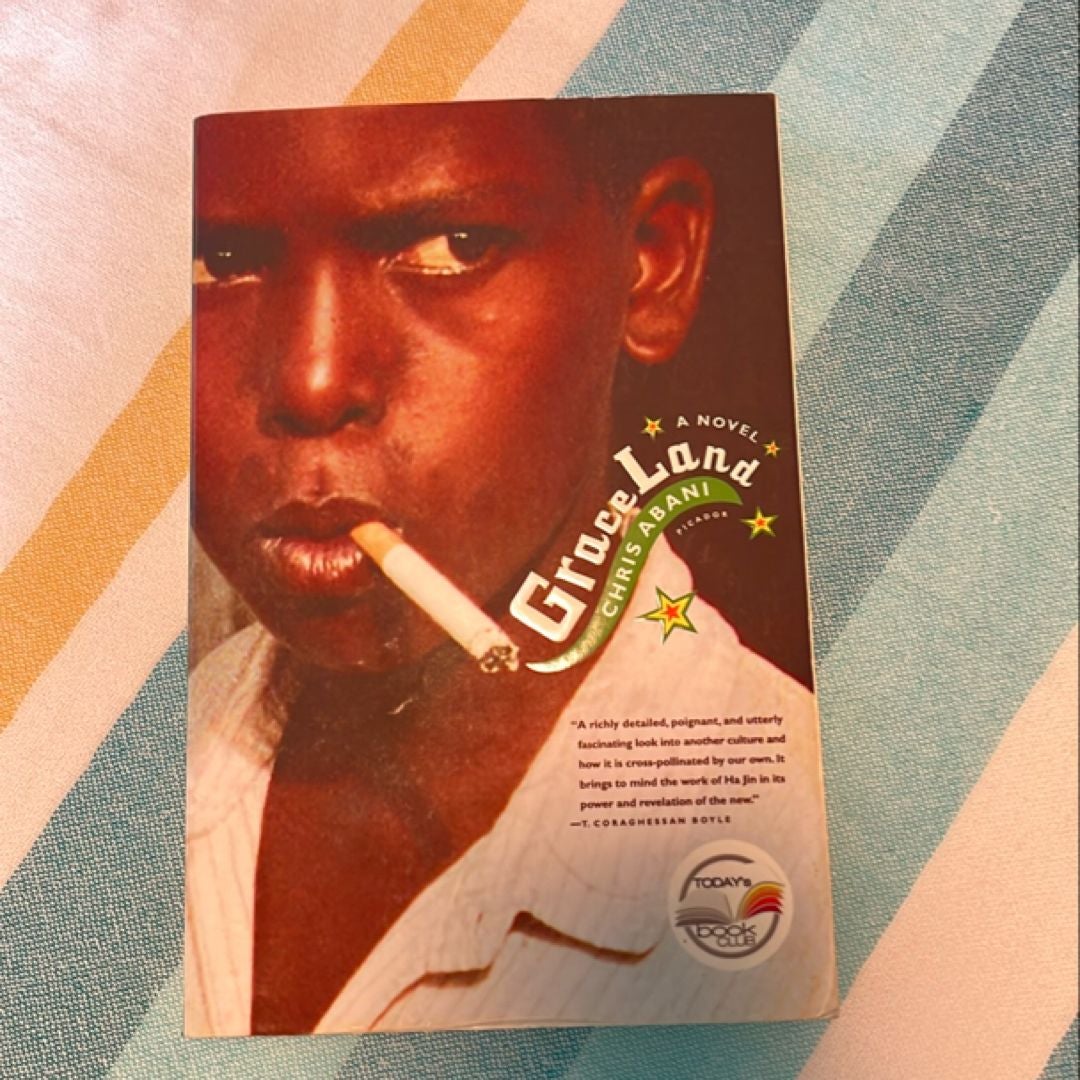 A NOVEL
GraceLand
CHRIS ABANI
PICADOR
"A richly detailed, poignant, and utterly
fascinating look into another culture and
how it is cross-pollinated by our own. It
brings to mind the work of Ha Jin in its
power and revelation of the new."
—T. CORAGHESSAN BOYLE
TODAY's
book
CLUB